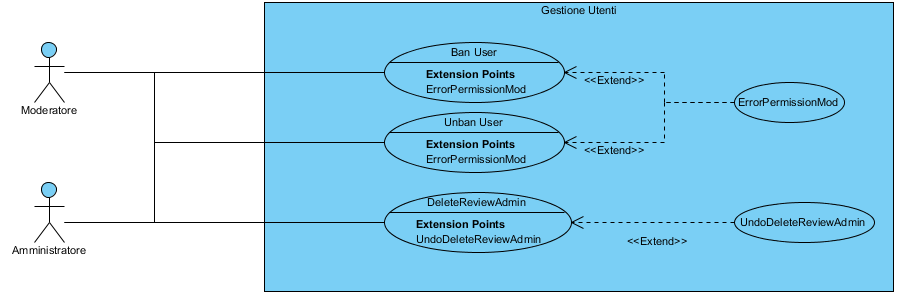 Gestione Utenti
Moderatore
Ban User
Extension Points
ErrorPermissionMod
<<Extend>>
ErrorPermissionMod
Unban User
Extension Points
ErrorPermissionMod
<<Extend>>
Amministratore
DeleteReviewAdmin
Extension Points
UndoDeleteReviewAdmin
<<Extend>>
UndoDeleteReviewAdmin